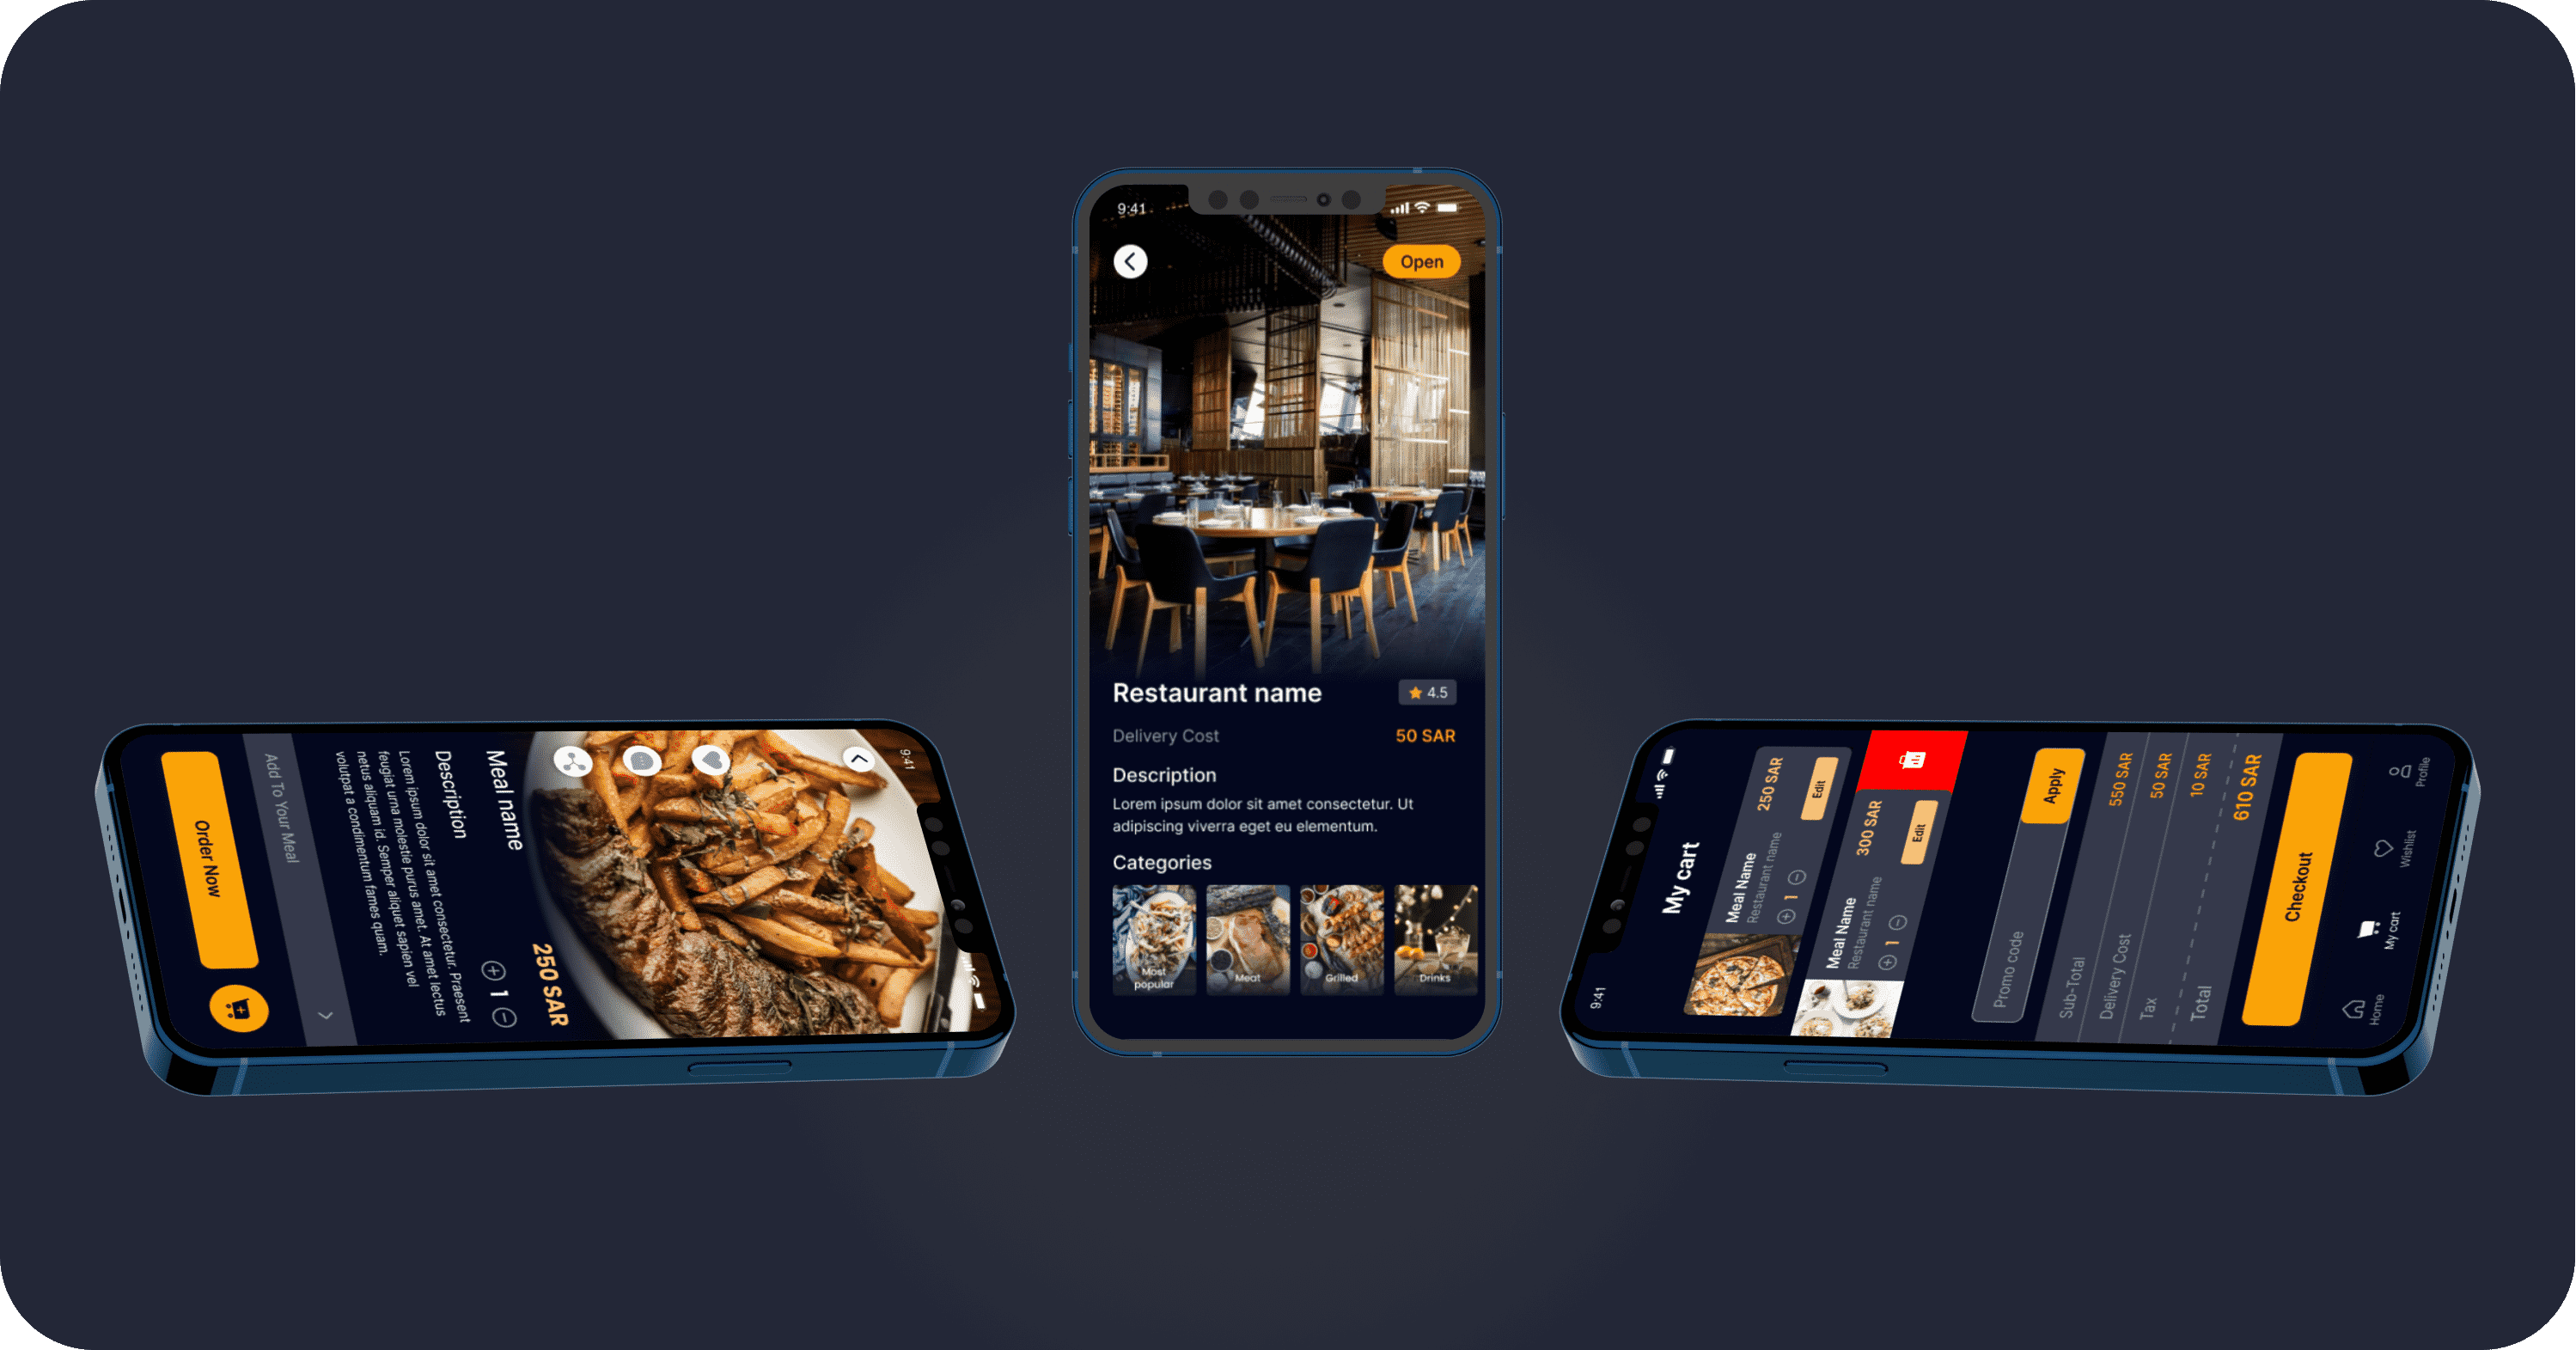 9:41
Meal name
1
250 SAR
Description
Lorem ipsum dolor sit amet consectetur. Praesent
feugiat urna molestie purus amet. At amet lectus
netus aliquam id. Semper aliquet sapien vel
volutpat a condimentum fames quam.
Add To Your Meal
Order Now
9:41
Open
Restaurant name
4.5
Delivery Cost
50 SAR
Description
Lorem ipsum dolor sit amet consectetur. Ut
adipiscing viverra eget eu elementum.
Categories
Most
popular
Meat
Grilled
Drinks
9:41
My cart
Meal Name
250 SAR
Restaurant name
1
Edit
Meal Name
300 SAR
Restaurant name
1
Edit
Promo code
Apply
Sub-Total
550 SAR
Delivery Cost
50 SAR
Tax
10 SAR
Total
610 SAR
Checkout
Home
My cart
Wishlist
Profile